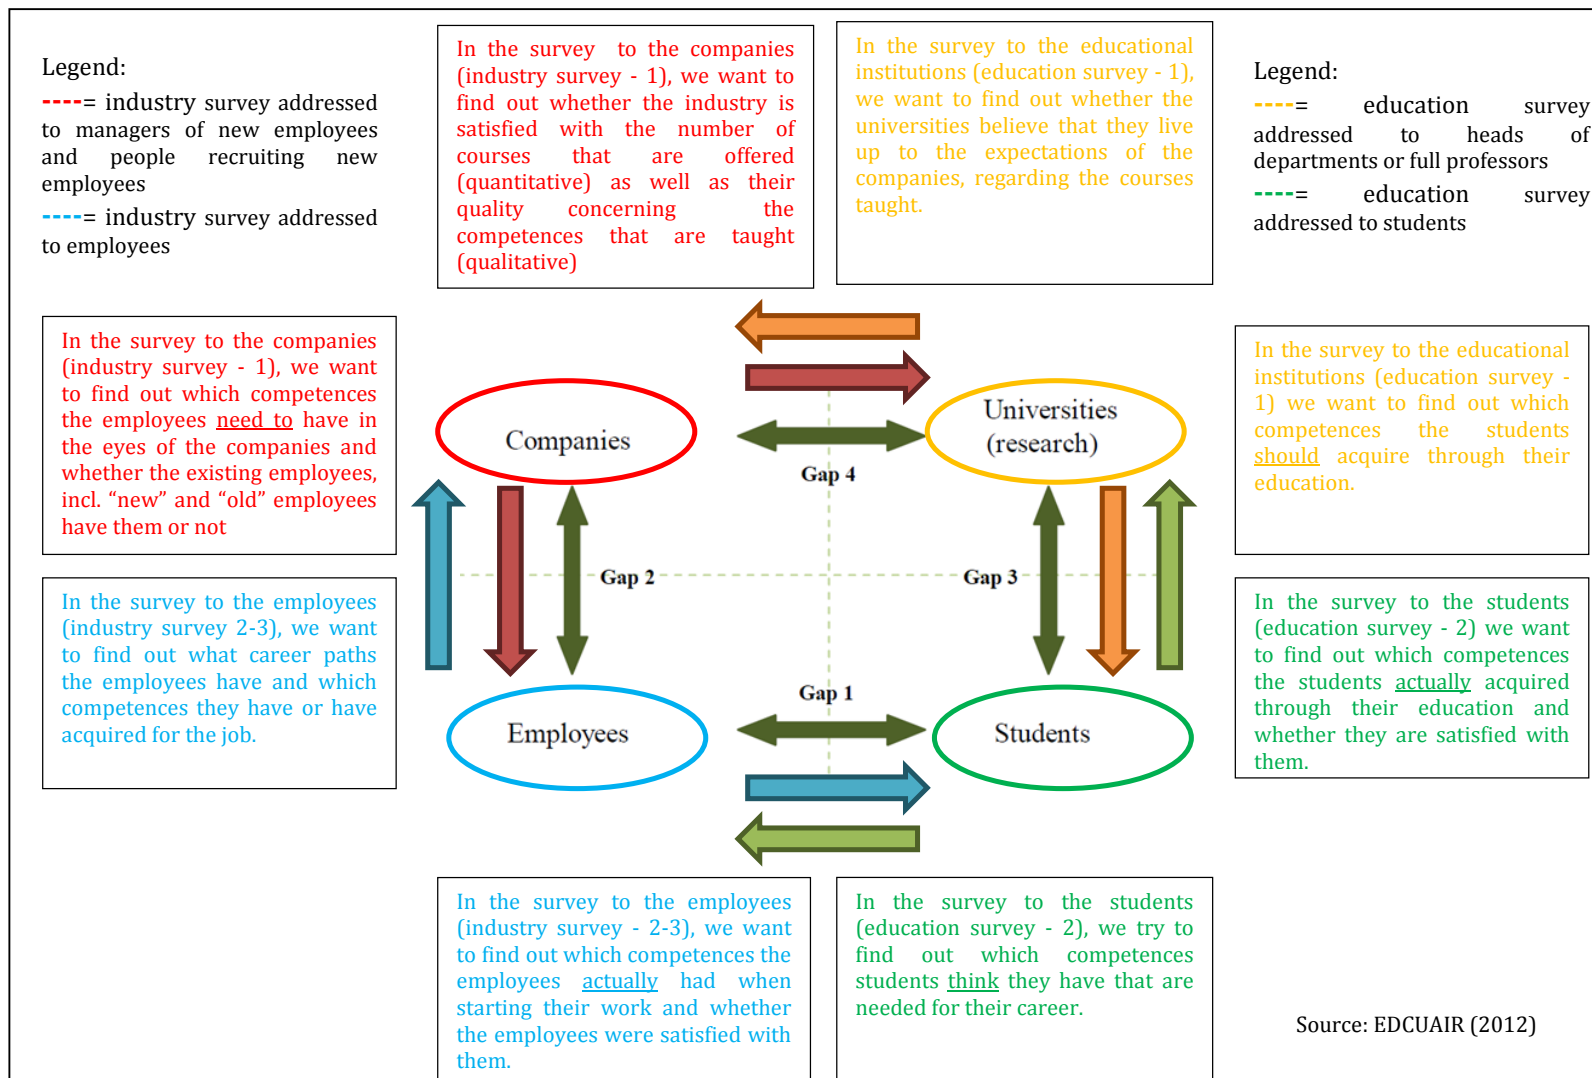 Legend:
----= industry survey addressed
to managers of new employees
and people recruiting new
employees
----= industry survey addressed
to employees
In the survey to the companies
(industry survey - 1), we want to
find out whether the industry is
satisfied with the number of
courses that are offered
(quantitative) as well as their
quality concerning the
competences that are taught
(qualitative)
In the survey to the educational
institutions (education survey - 1),
we want to find out whether the
universities believe that they live
up to the expectations of the
companies, regarding the courses
taught.
Legend:
----= education survey
addressed to heads of
departments or full professors
----= education survey
addressed to students
In the survey to the companies
(industry survey - 1), we want
to find out which competences
the employees need to have in
the eyes of the companies and
whether the existing employees,
incl. “new” and “old” employees
have them or not
Companies
Universities
(research)
Gap 4
In the survey to the educational
institutions (education survey -
1) we want to find out which
competences the students
should acquire through their
education.
Gap 2
Gap 3
In the survey to the employees
(industry survey 2-3), we want
to find out what career paths
the employees have and which
competences they have or have
acquired for the job.
Gap 1
Employees
Students
In the survey to the students
(education survey - 2) we want
to find out which competences
the students actually acquired
through their education and
whether they are satisfied with
them.
In the survey to the employees
(industry survey - 2-3), we want
to find out which competences the
employees actually had when
starting their work and whether
the employees were satisfied with
them.
In the survey to the students
(education survey - 2), we try to
find out which competences
students think they have that are
needed for their career.
Source: EDCUAIR (2012)